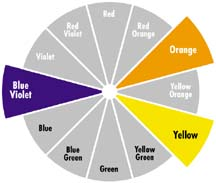 Red
Red
Orange
Orange
Yellow
Orange
Yellow
Yellow
Green
Green
Blue
Green
Blue
Blue
Violet
Violet
Red
Violet